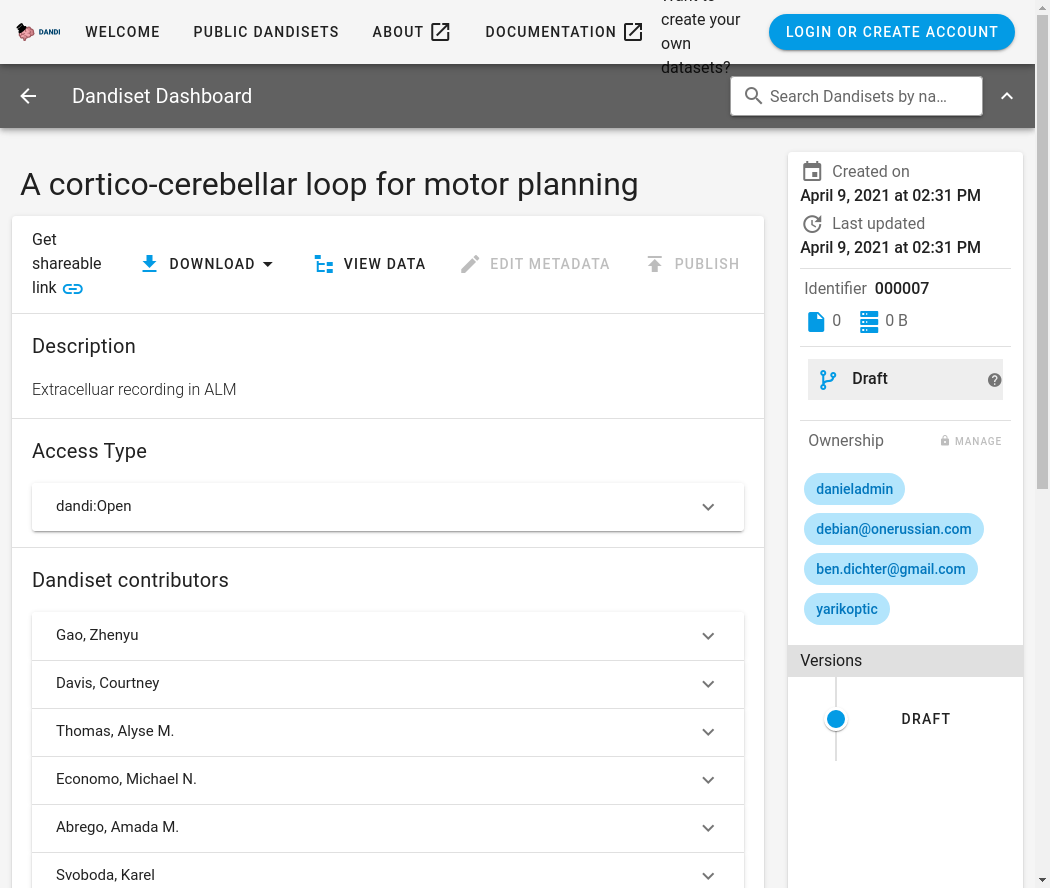 DANDI
WELCOME
PUBLIC DANDISETS
ABOUT
DOCUMENTATION
create your
own
datasets?
LOGIN OR CREATE ACCOUNT
Dandiset Dashboard
Search Dandisets by na…
A cortico-cerebellar loop for motor planning
Get
shareable
link
DOWNLOAD
VIEW DATA
EDIT METADATA
PUBLISH
Description
Extracelluar recording in ALM
Access Type
dandi:Open
Dandiset contributors
Gao, Zhenyu
Davis, Courtney
Thomas, Alyse M.
Economo, Michael N.
Abrego, Amada M.
Svoboda, Karel
Created on
April 9, 2021 at 02:31 PM
Last updated
April 9, 2021 at 02:31 PM
Identifier 000007
0
0 B
Draft
Ownership
MANAGE
danieladmin
debian@onerussian.com
ben.dichter@gmail.com
yarikoptic
Versions
DRAFT